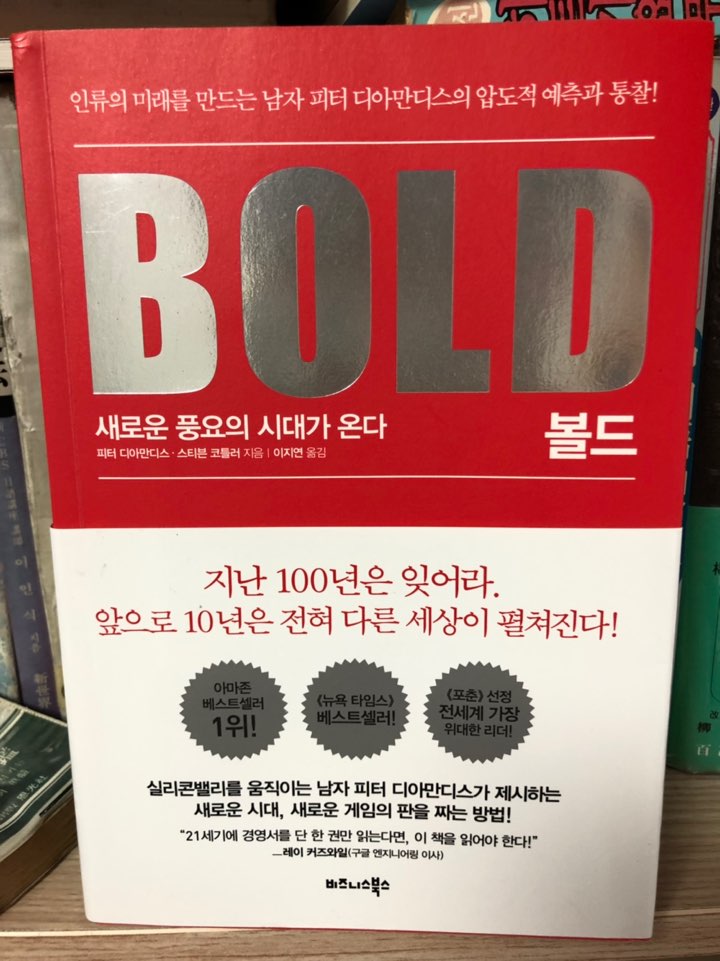 인류의 미래를 만드는 남자 피터 디아만디스의 압도적 예측과 통찰!
BOLD
새로운 풍요의 시대가 온다
볼드
피터 디아만디스 · 스티븐 코틀러 지음 | 이지연 옮김
지난 100년은 잊어라.
앞으로 10년은 전혀 다른 세상이 펼쳐진다!
아마존
베스트셀러
1위!
《뉴욕 타임스》
베스트셀러!
《포춘》 선정
전세계 가장
위대한 리더!
실리콘밸리를 움직이는 남자 피터 디아만디스가 제시하는
새로운 시대, 새로운 게임의 판을 짜는 방법!
“21세기에 경영서를 단 한 권만 읽는다면, 이 책을 읽어야 한다!”
—레이 커즈와일(구글 엔지니어링 이사)
비즈니스북스
이인식 지음